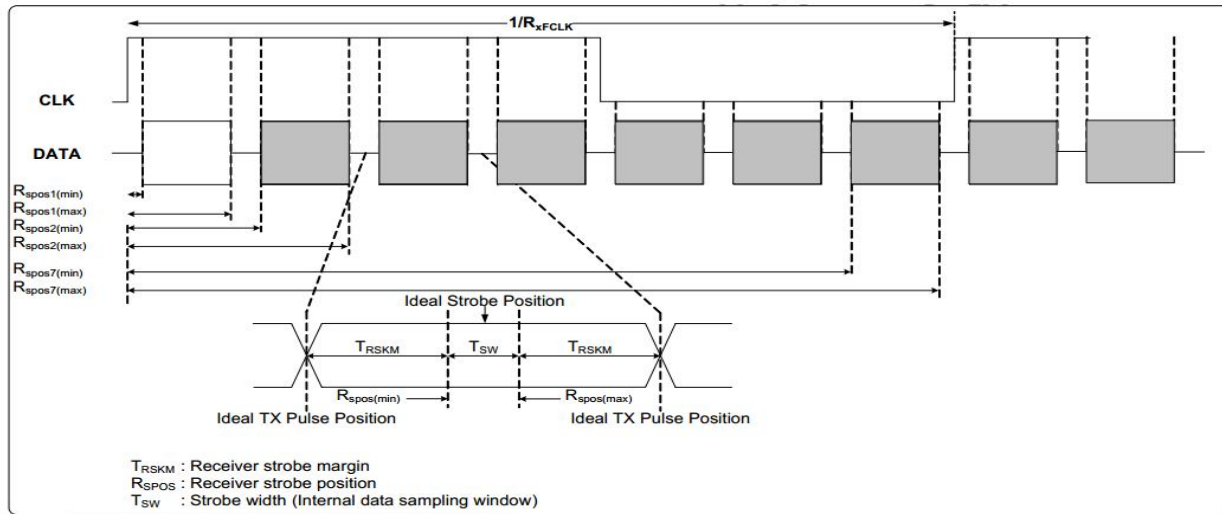 1/RxFCLK
CLK
DATA
Rspos1(min)
Rspos1(max)
Rspos2(min)
Rspos2(max)
Rspos7(min)
Rspos7(max)
Ideal Strobe Position
TRSKM TSW TRSKM
Rspos(min) Rspos(max)
Ideal TX Pulse Position Ideal TX Pulse Position
TRSKM : Receiver strobe margin
RSPOS : Receiver strobe position
TSW : Strobe width (Internal data sampling window)